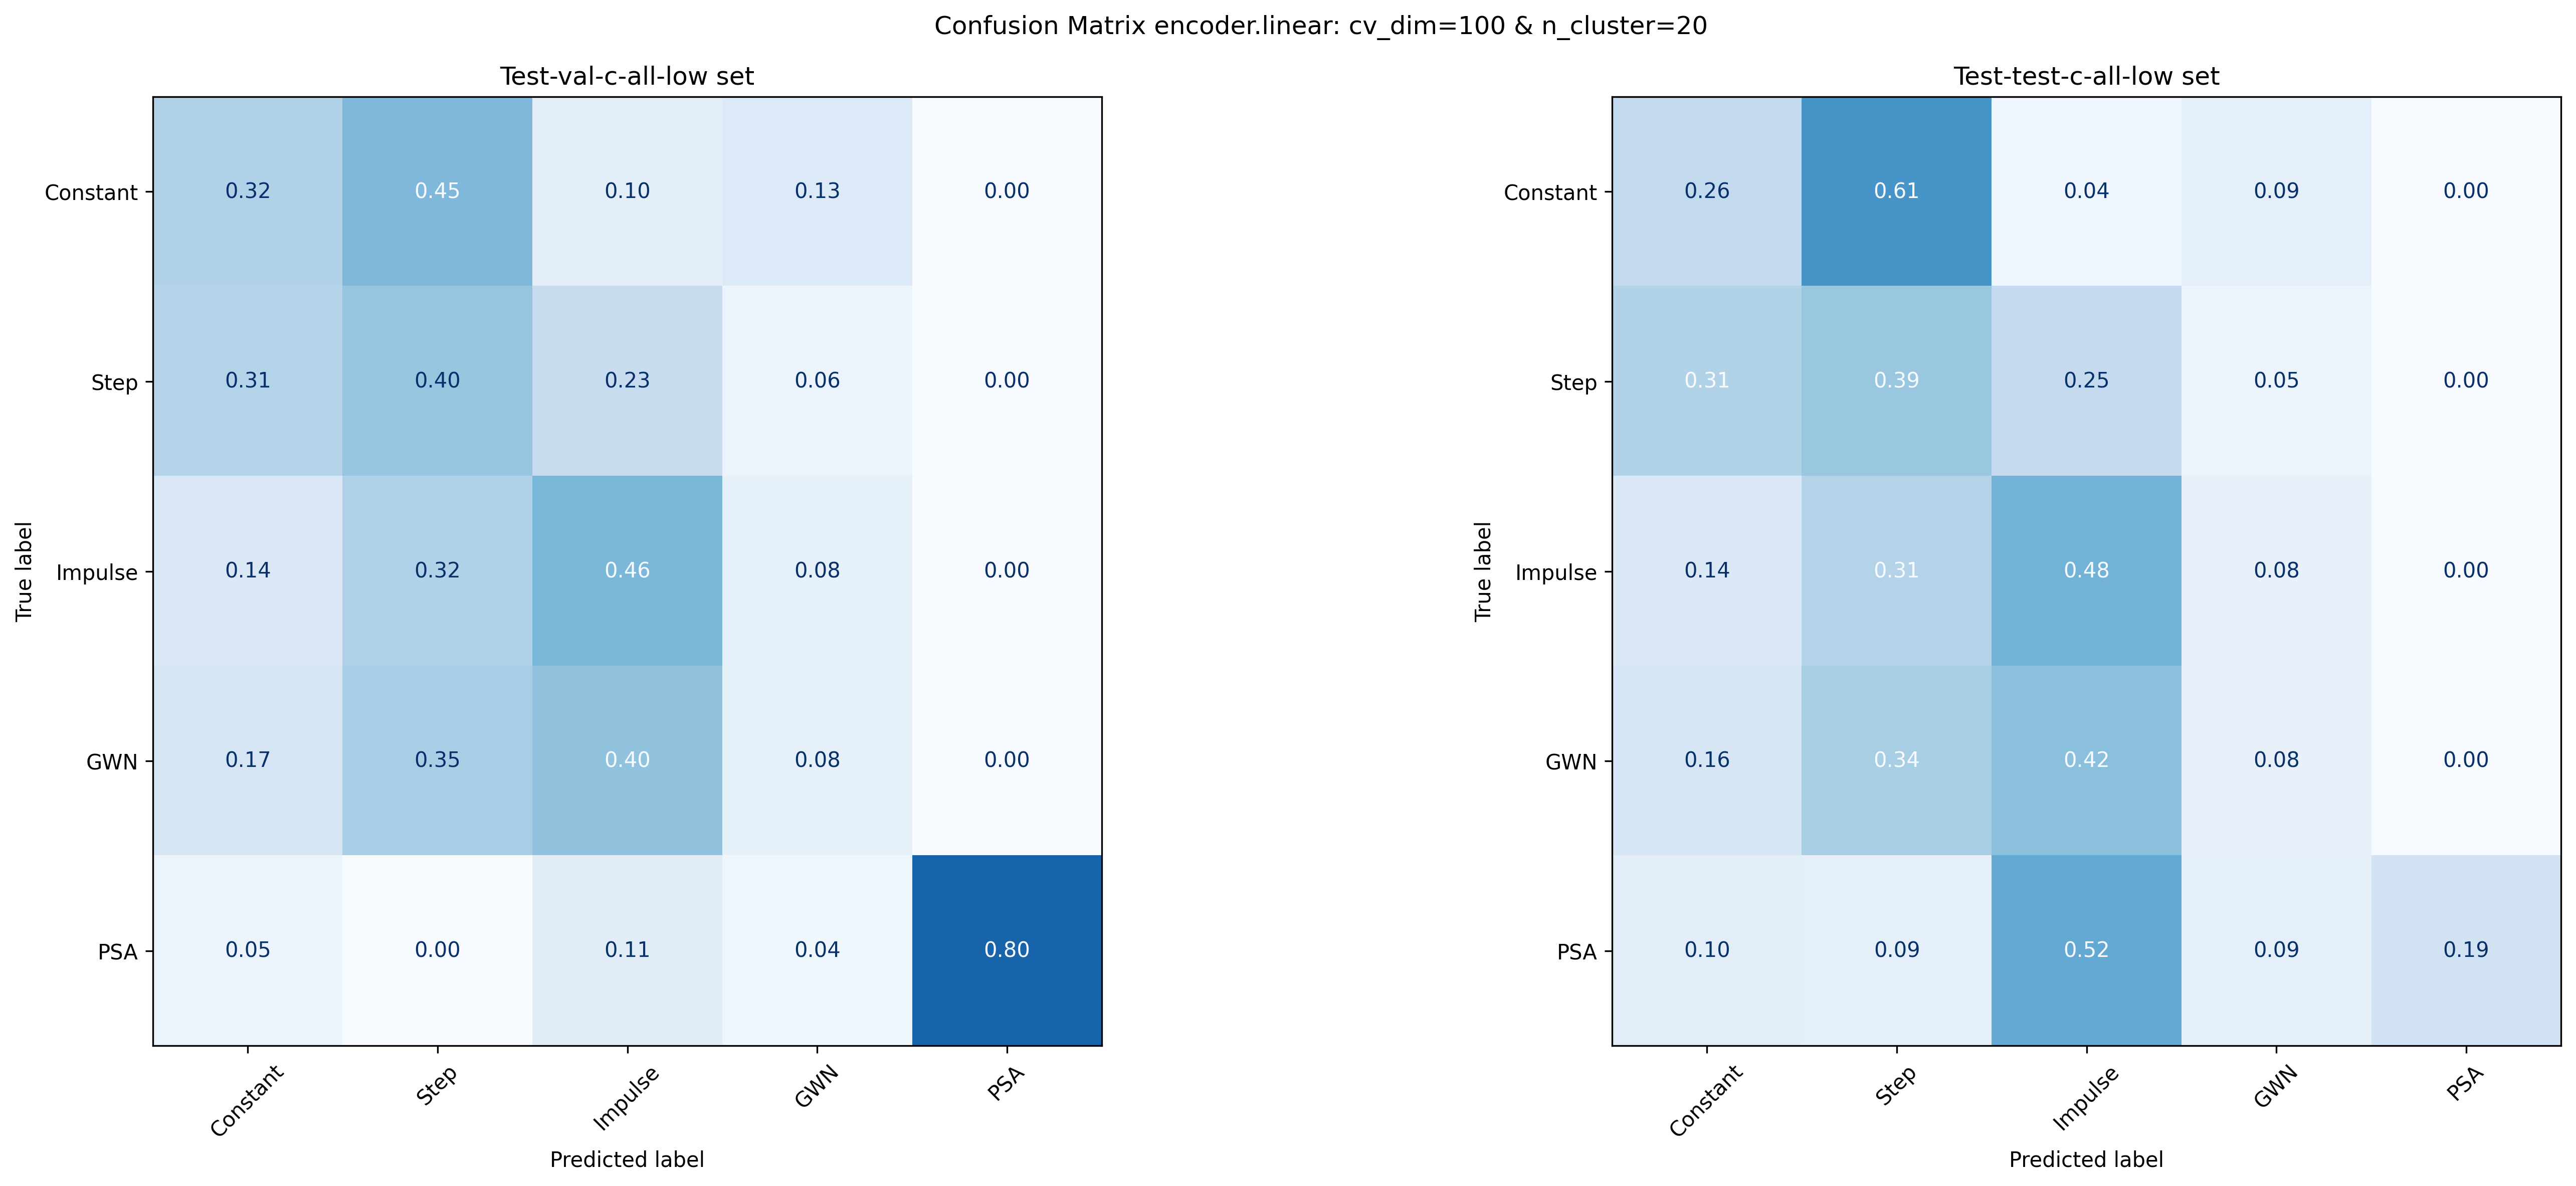 Confusion Matrix encoder.linear: cv_dim=100 & n_cluster=20
Test-val-c-all-low set
True label
Constant 0.32 0.45 0.10 0.13 0.00
Step 0.31 0.40 0.23 0.06 0.00
Impulse 0.14 0.32 0.46 0.08 0.00
GWN 0.17 0.35 0.40 0.08 0.00
PSA 0.05 0.00 0.11 0.04 0.80
Constant Step Impulse GWN PSA
Predicted label
Test-test-c-all-low set
True label
Constant 0.26 0.61 0.04 0.09 0.00
Step 0.31 0.39 0.25 0.05 0.00
Impulse 0.14 0.31 0.48 0.08 0.00
GWN 0.16 0.34 0.42 0.08 0.00
PSA 0.10 0.09 0.52 0.09 0.19
Constant Step Impulse GWN PSA
Predicted label